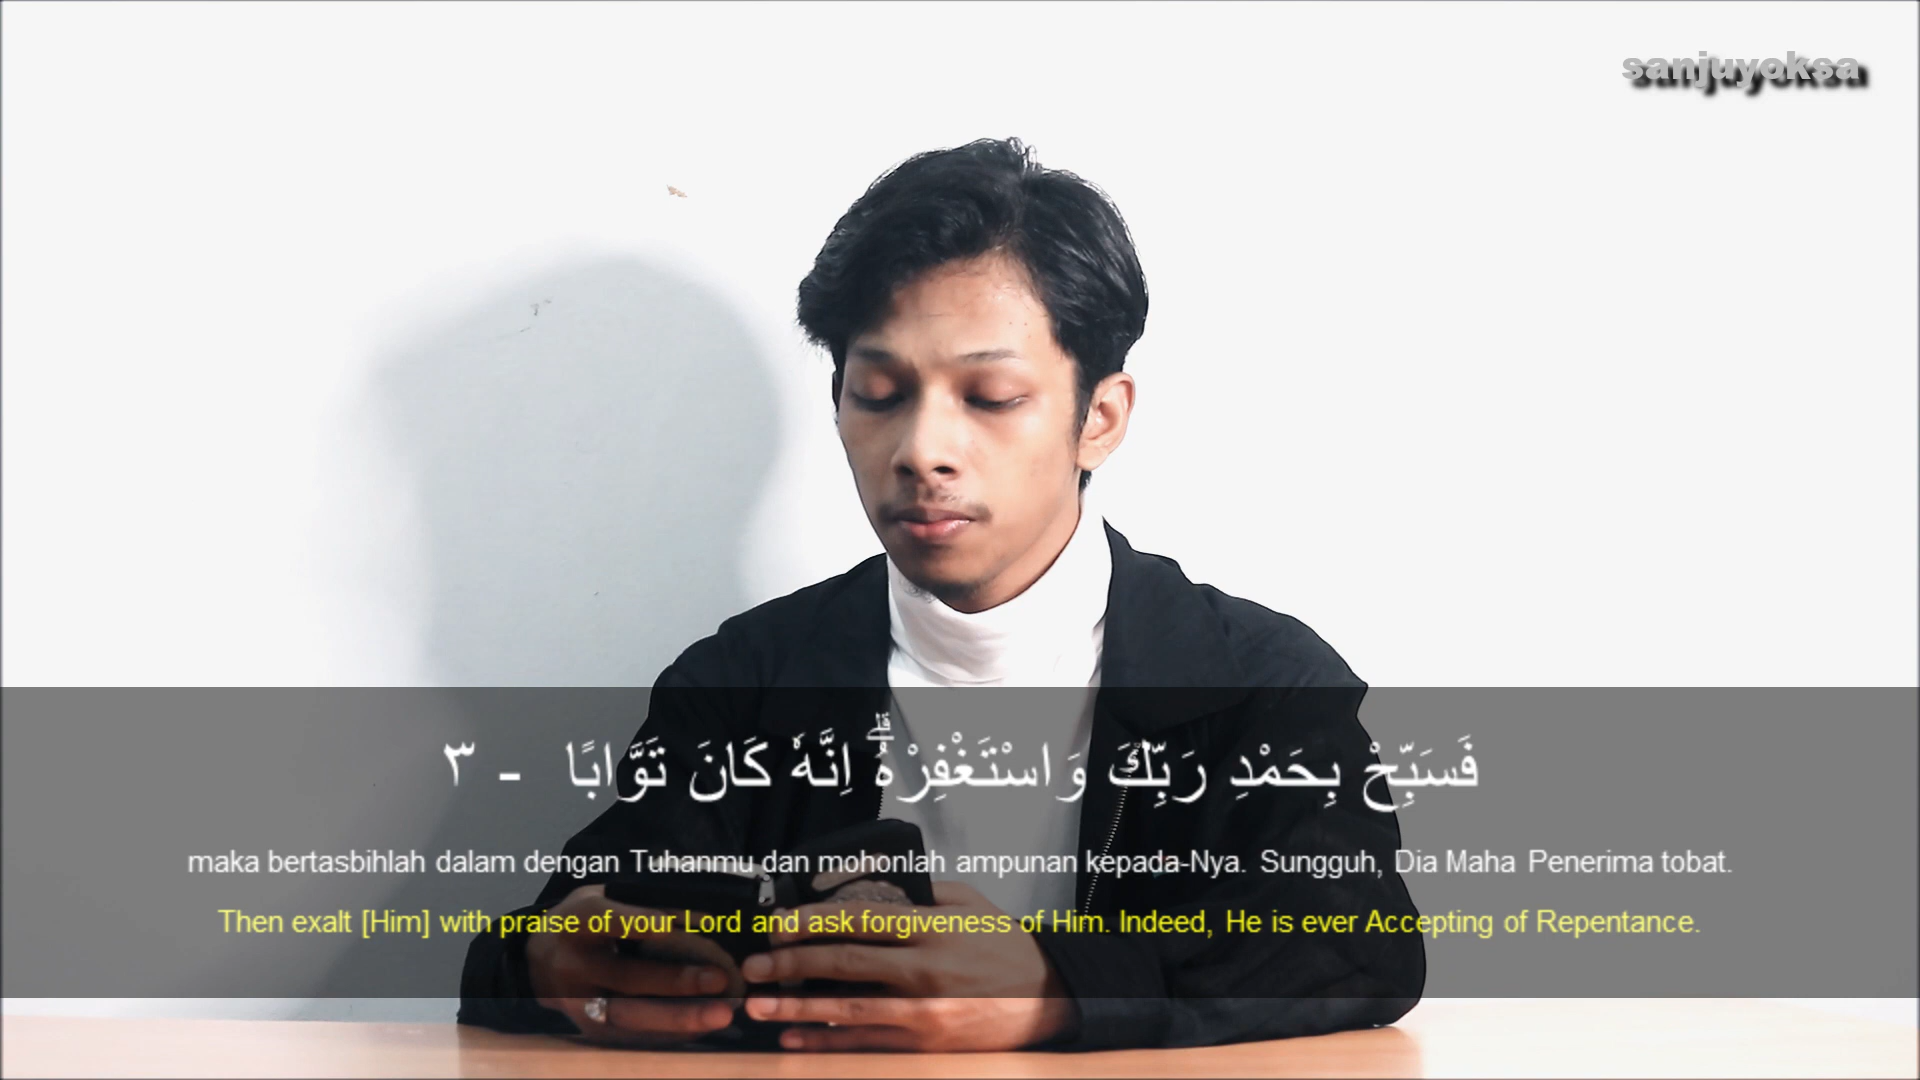 sanjuyoksa
فَسَبِّحْ بِحَمْدِ رَبِّكَ وَاسْتَغْفِرْهُۗ اِنَّهٗ كَانَ تَوَّابًا - ٣
maka bertasbihlah dalam dengan Tuhanmu dan mohonlah ampunan kepada-Nya. Sungguh, Dia Maha Penerima tobat.
Then exalt [Him] with praise of your Lord and ask forgiveness of Him. Indeed, He is ever Accepting of Repentance.